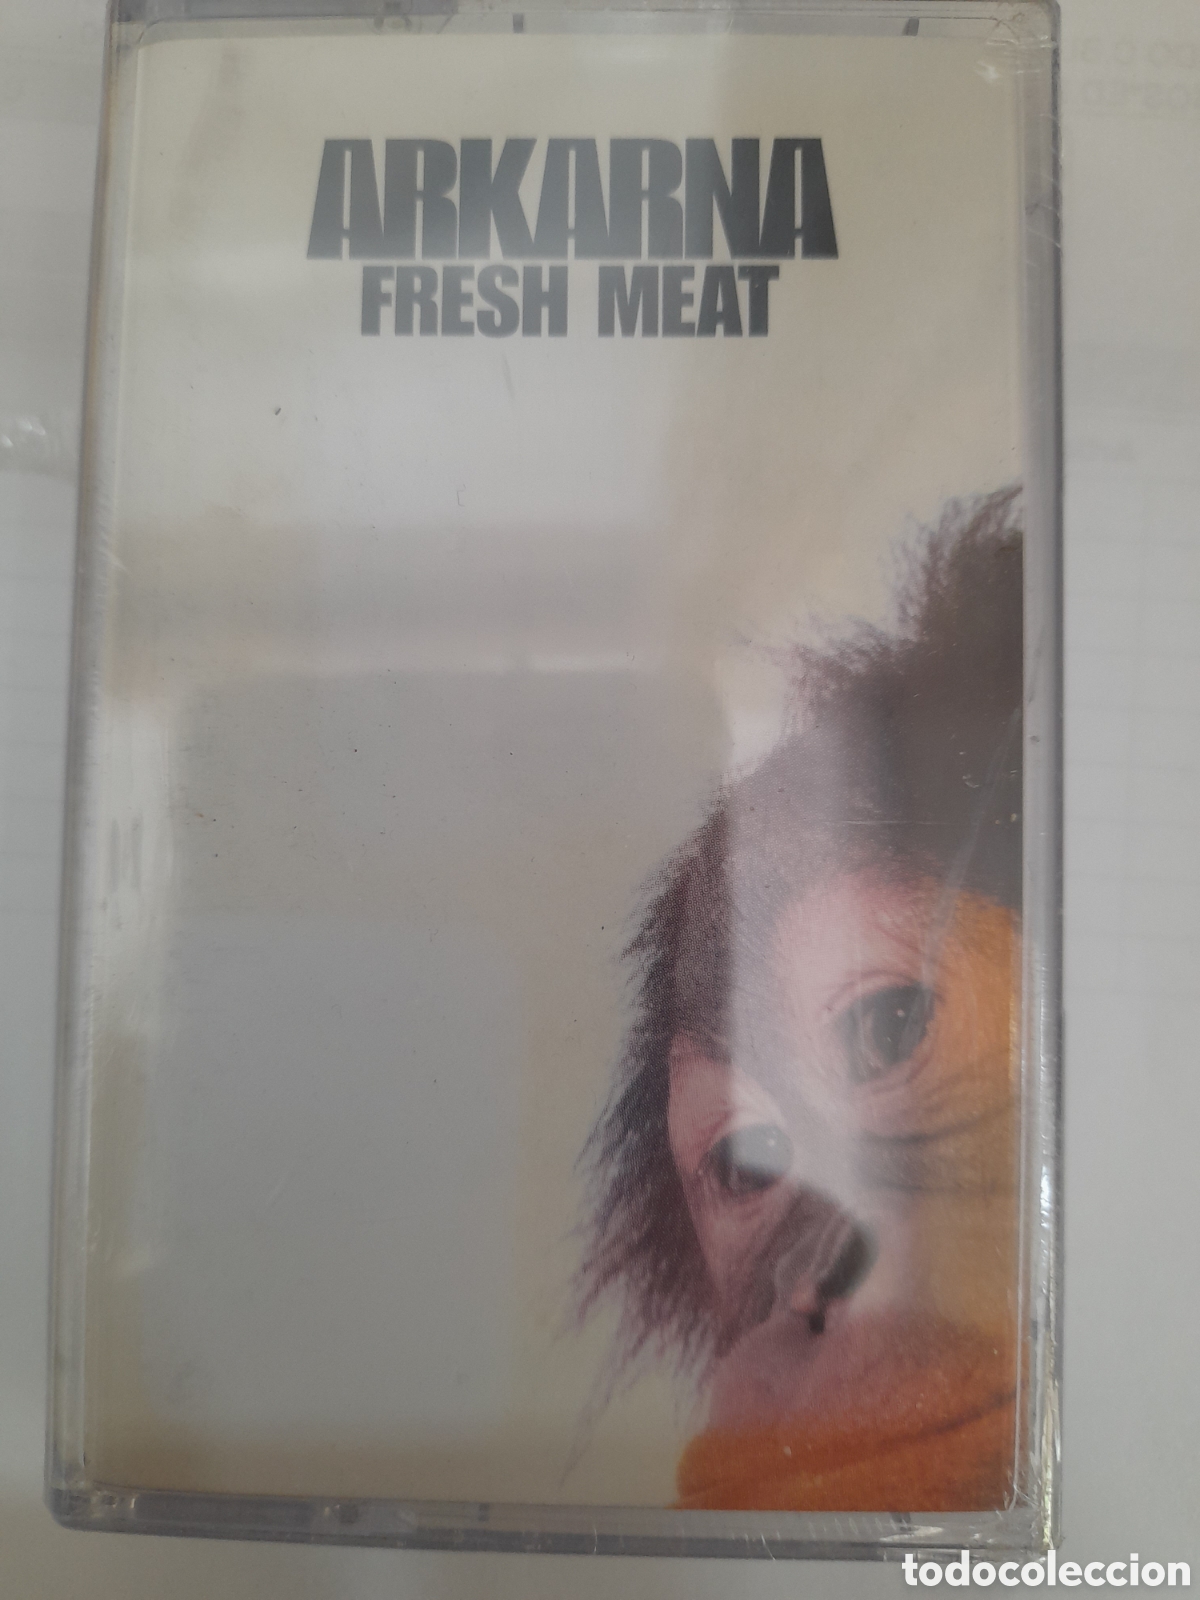 ARKARNA
FRESH MEAT
todocoleccion